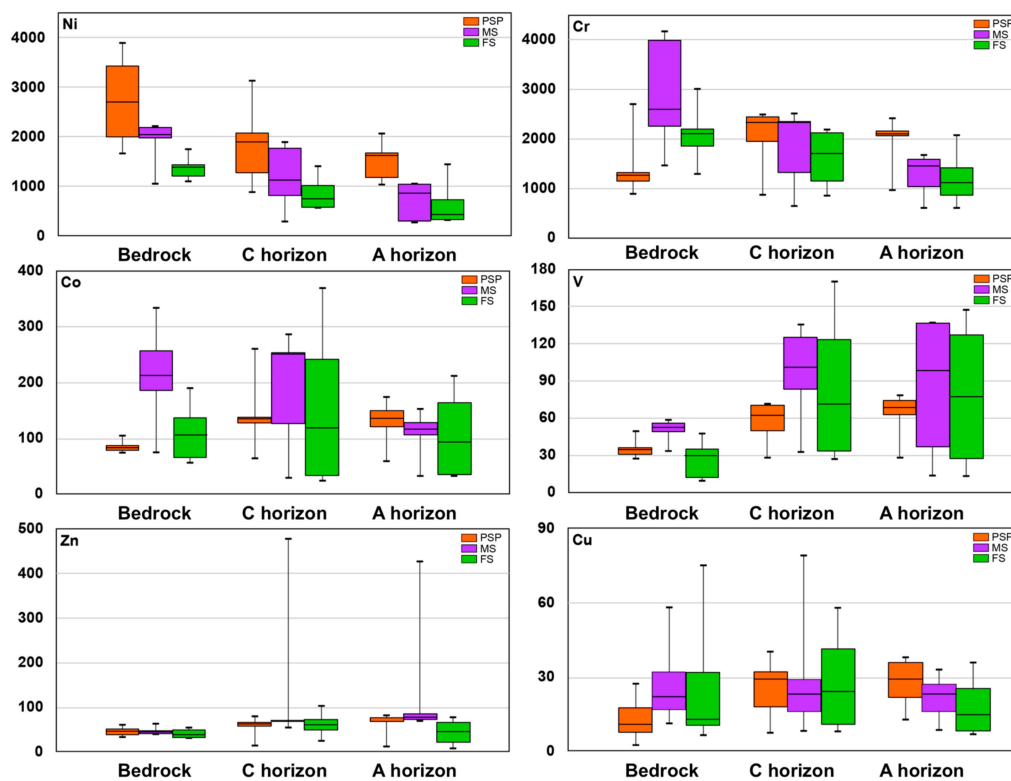 Ni
PSP
MS
FS
4000
3000
2000
1000
0
Bedrock C horizon A horizon
Cr
PSP
MS
FS
4000
3000
2000
1000
0
Bedrock C horizon A horizon
Co
PSP
MS
FS
400
300
200
100
0
Bedrock C horizon A horizon
V
PSP
MS
FS
180
150
120
90
60
30
0
Bedrock C horizon A horizon
Zn
PSP
MS
FS
500
400
300
200
100
0
Bedrock C horizon A horizon
Cu
PSP
MS
FS
90
60
30
0
Bedrock C horizon A horizon